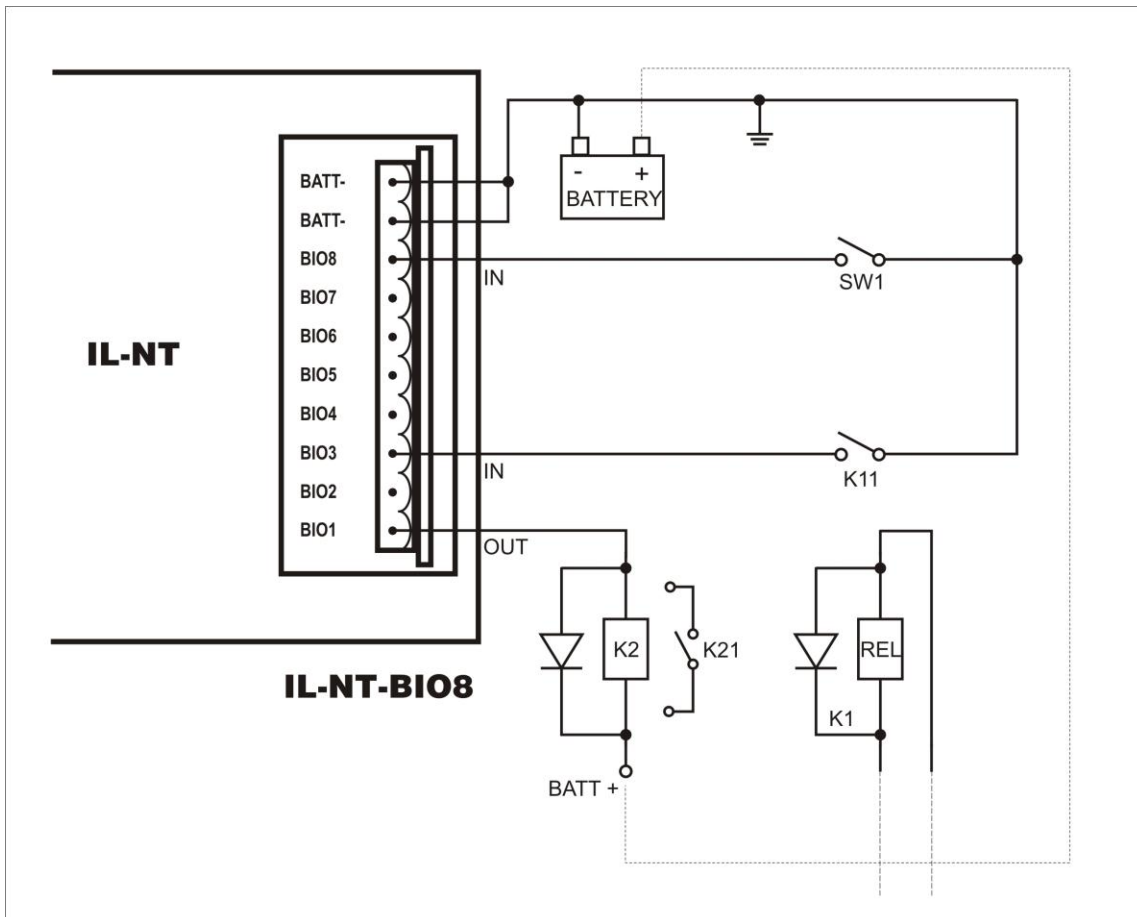 BATT-
BATT-
BIO8
BIO7
BIO6
BIO5
BIO4
BIO3
BIO2
BIO1
IL-NT
IL-NT-BIO8
- +
BATTERY
IN
SW1
IN
K11
OUT
K2
K21
BATT +
REL
K1